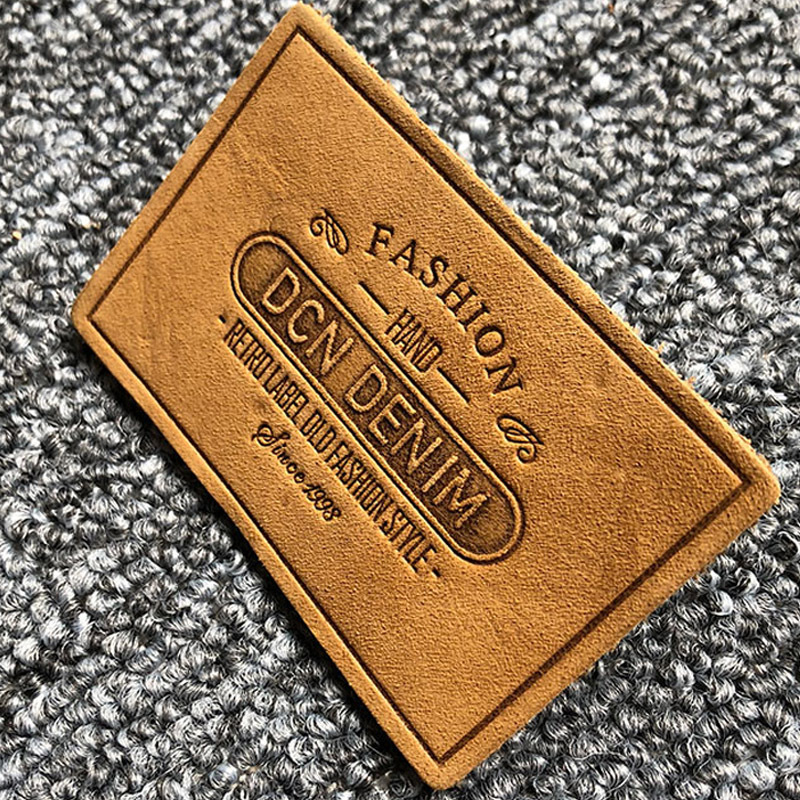 FASHION
HAND
DCN DENIM
- RETRO LABEL OLD FASHION STYLE -
Since 1998